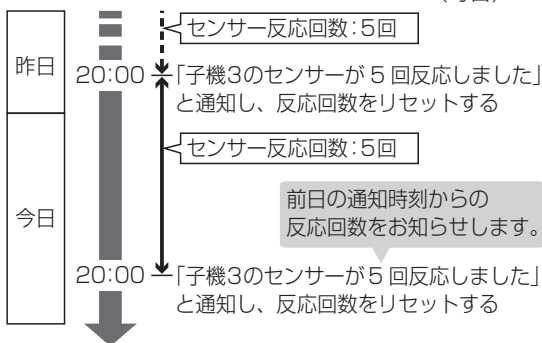 センサー反応回数：5回
昨日
20:00
「子機3のセンサーが5回反応しました」
と通知し、反応回数をリセットする
センサー反応回数：5回
今日
前日の通知時刻からの
反応回数をお知らせします。
20:00
「子機3のセンサーが5回反応しました」
と通知し、反応回数をリセットする